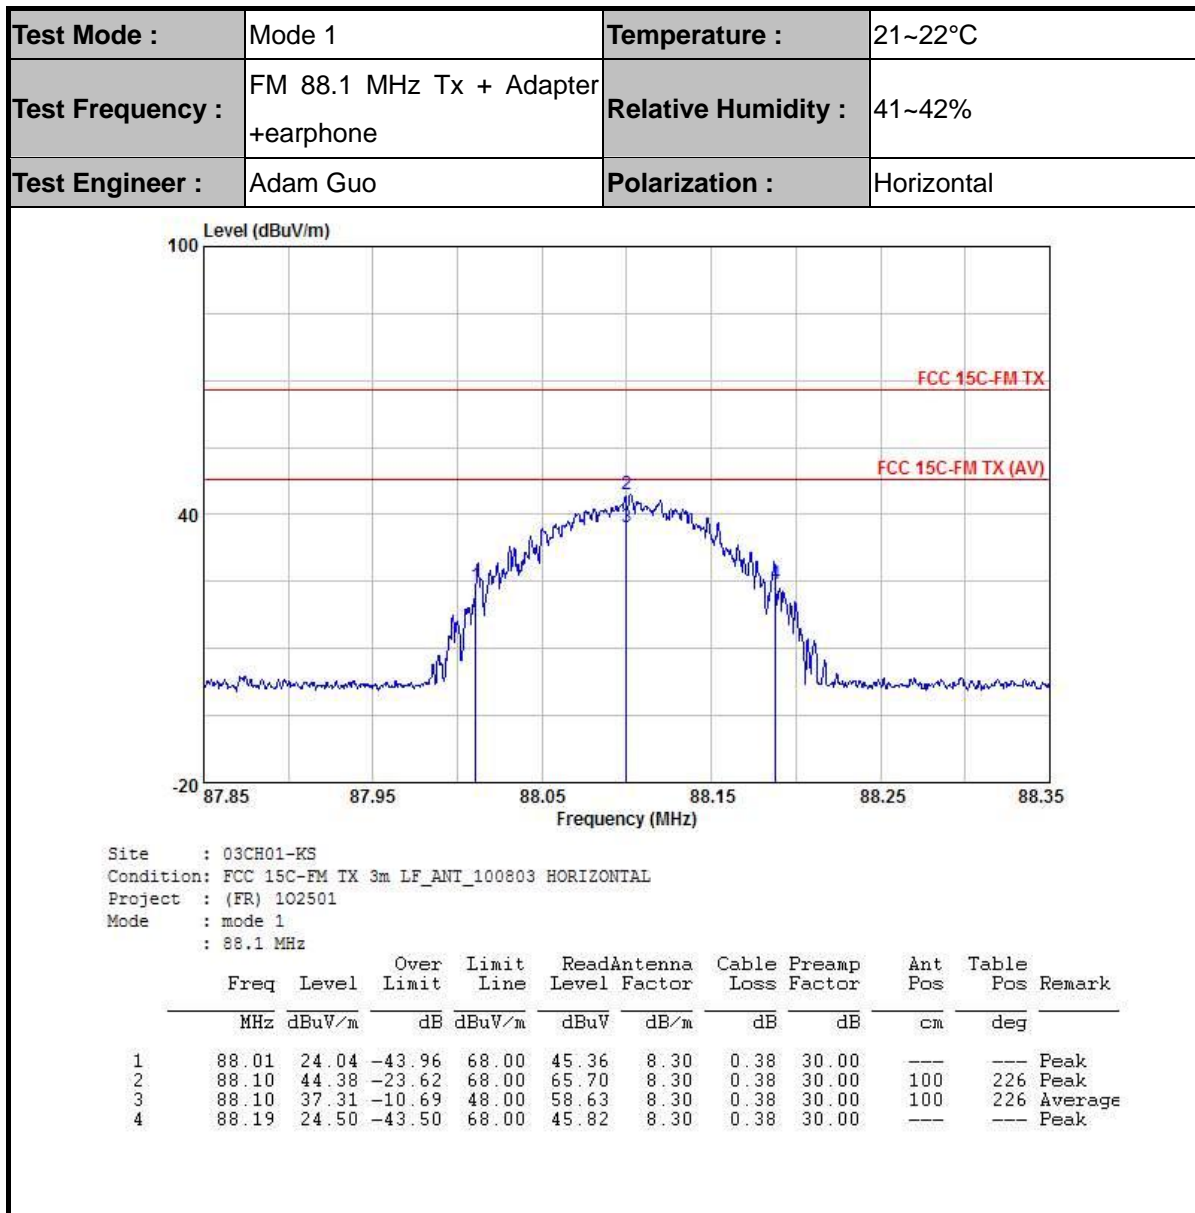 Test Mode : Mode 1 Temperature : 21~22°C
Test Frequency : FM 88.1 MHz Tx + Adapter +earphone Relative Humidity : 41~42%
Test Engineer : Adam Guo Polarization : Horizontal
Level (dBuV/m)
100
FCC 15C-FM TX
FCC 15C-FM TX (AV)
2
40
3
1
4
-20
87.85 87.95 88.05 88.15 88.25 88.35
Frequency (MHz)
Site : 03CH01-KS
Condition: FCC 15C-FM TX 3m LF_ANT_100803 HORIZONTAL
Project : (FR) 102501
Mode : mode 1
: 88.1 MHz
Over Limit ReadAntenna Cable Preamp Ant Table
Freq Level Limit Line Level Factor Loss Factor Pos Pos Remark
MHz dBuV/m dB dBuV/m dBuV dB/m dB dB cm deg
1 88.01 24.04 -43.96 68.00 45.36 8.30 0.38 30.00 --- --- Peak
2 88.10 44.38 -23.62 68.00 65.70 8.30 0.38 30.00 100 226 Peak
3 88.10 37.31 -10.69 48.00 58.63 8.30 0.38 30.00 100 226 Average
4 88.19 24.50 -43.50 68.00 45.82 8.30 0.38 30.00 --- --- Peak